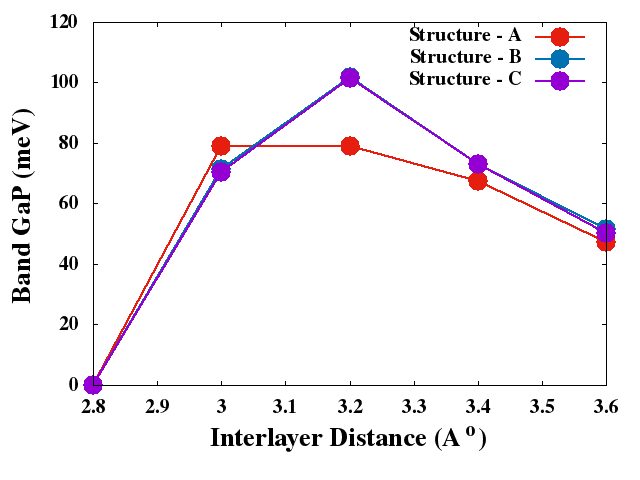 120
100
80
60
40
20
0
Band GaP (meV)
Structure - A
Structure - B
Structure - C
2.8 2.9 3 3.1 3.2 3.3 3.4 3.5 3.6
Interlayer Distance (A o)